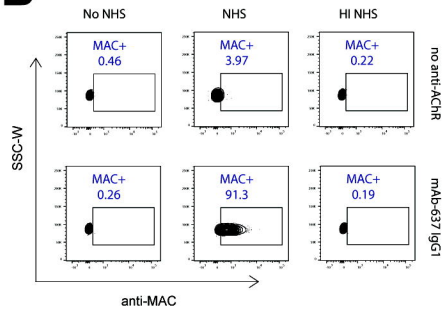 No NHS
NHS
HI NHS
MAC+
0.46
MAC+
3.97
MAC+
0.22
no anti-AChR
SSC-W
MAC+
0.26
MAC+
91.3
MAC+
0.19
mAb-637 IgG1
anti-MAC